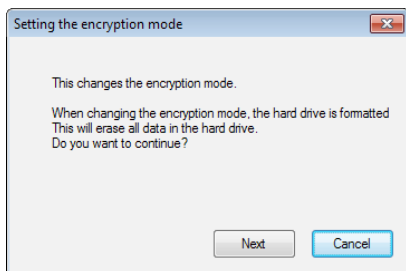 Setting the encryption mode
This changes the encryption mode.
When changing the encryption mode, the hard drive is formatted
This will erase all data in the hard drive.
Do you want to continue?
Next
Cancel